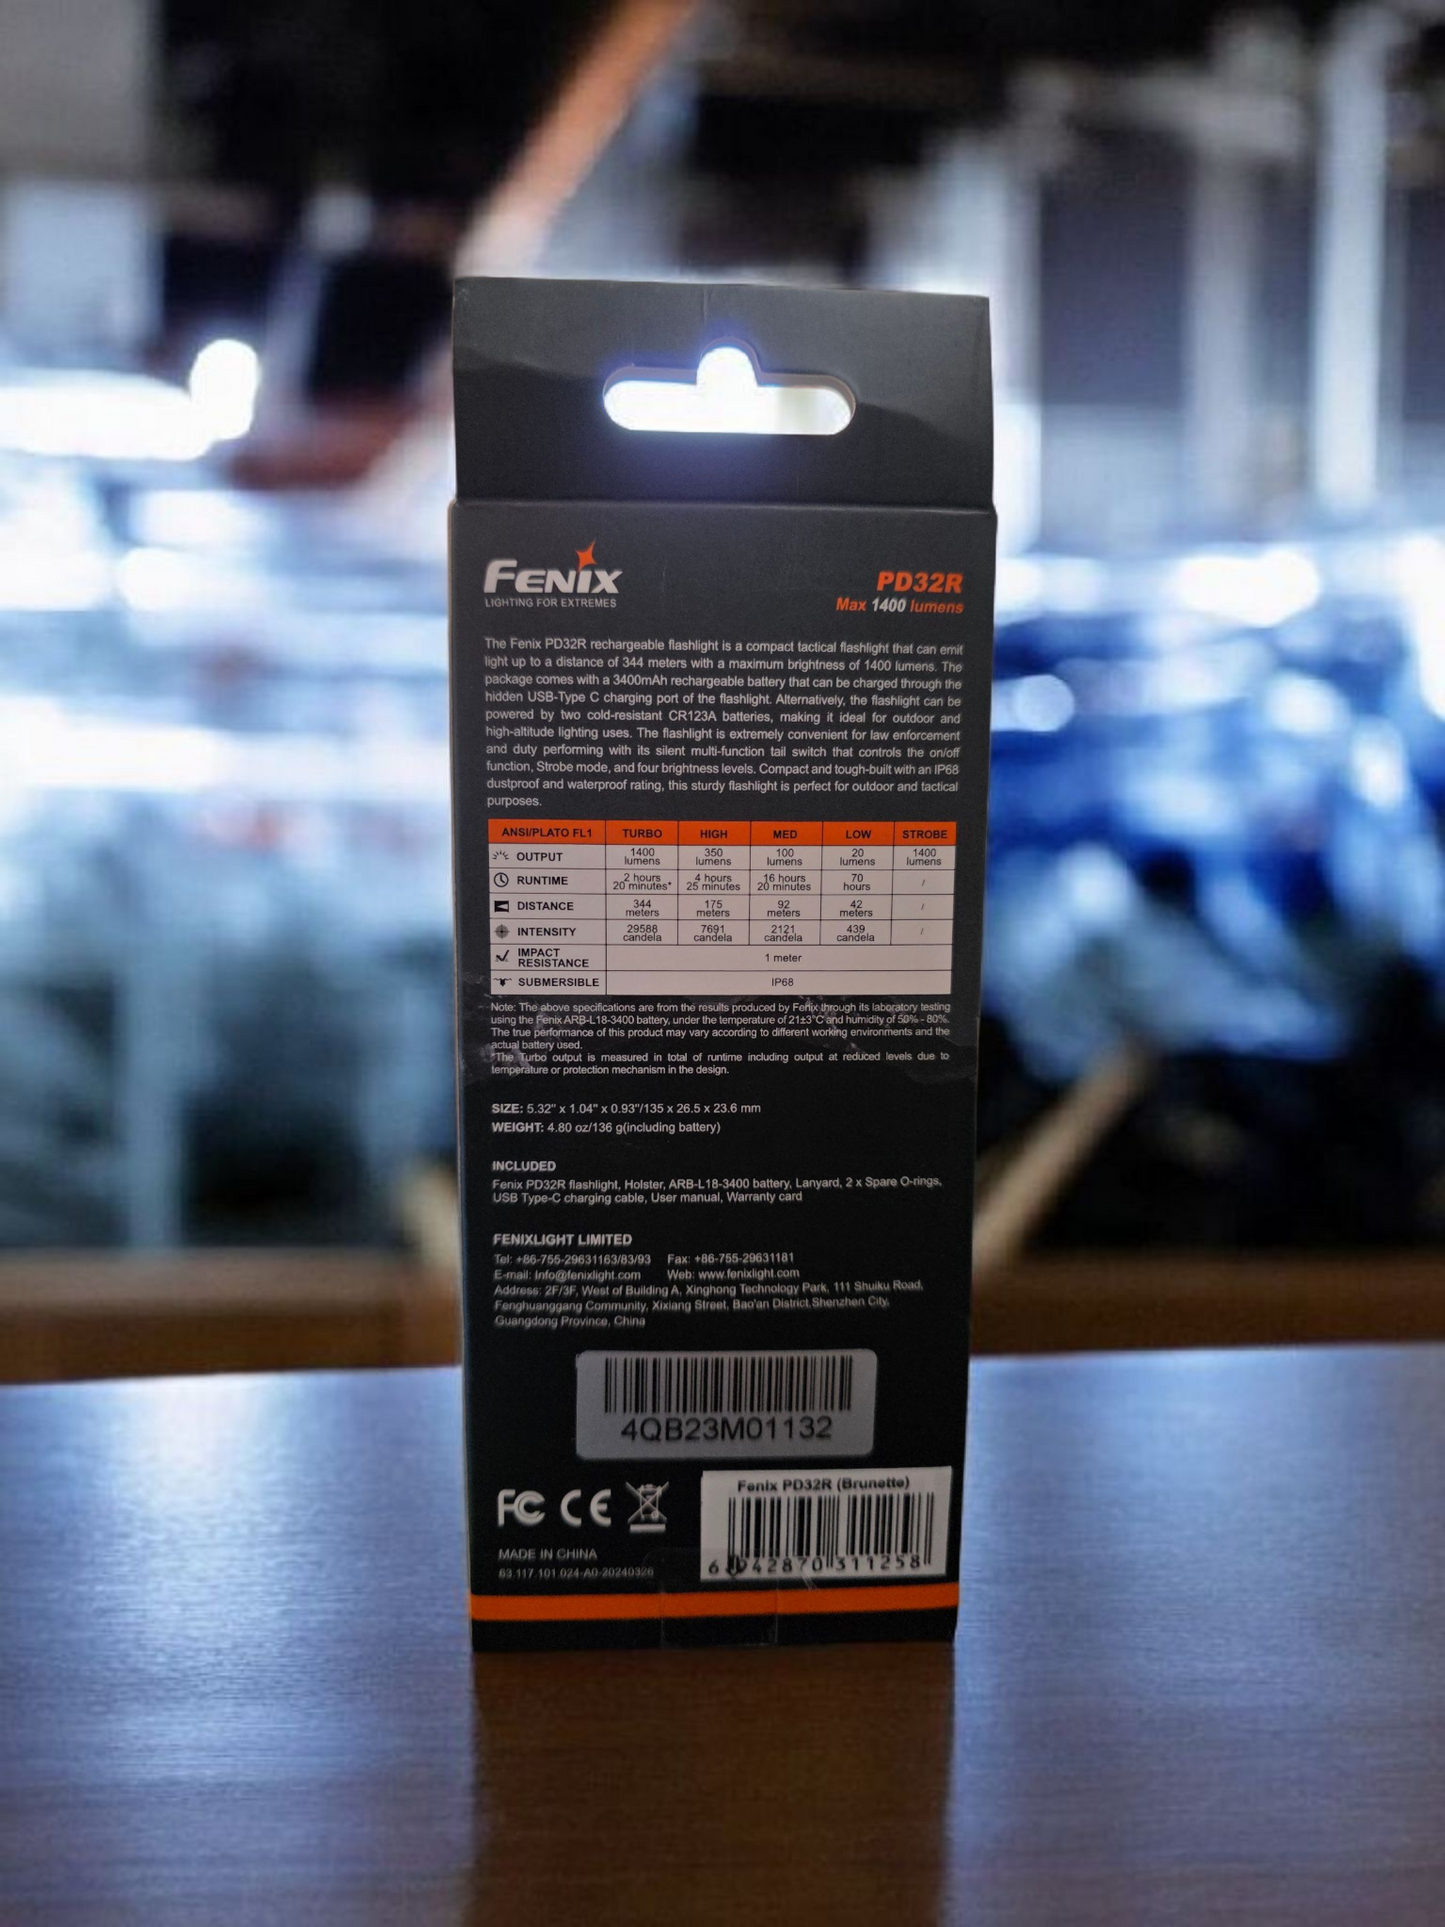 FENIX
LIGHTING FOR EXTREMES
PD32R
Max 1400 lumens
The Fenix PD32R rechargeable flashlight is a compact tactical flashlight that can emit
light up to a distance of 344 meters with a maximum brightness of 1400 lumens. The
package comes with a 3400mAh rechargeable battery that can be charged through the
hidden USB-Type C charging port of the flashlight. Alternatively, the flashlight can be
powered by two cold-resistant CR123A batteries, making it ideal for outdoor and
high-altitude lighting uses. The flashlight is extremely convenient for law enforcement
and duty performing with its silent multi-function tail switch that controls the on/off
function, Strobe mode, and four brightness levels. Compact and tough-built with an IP68
dustproof and waterproof rating, this sturdy flashlight is perfect for outdoor and tactical
purposes.
ANSI/PLATO FL1 TURBO HIGH MED LOW STROBE
OUTPUT 1400 lumens 350 lumens 100 lumens 20 lumens 1400 lumens
RUNTIME 2 hours 20 minutes* 4 hours 25 minutes 16 hours 20 minutes 70 hours /
DISTANCE 344 meters 175 meters 92 meters 42 meters /
INTENSITY 29588 candela 7691 candela 2121 candela 439 candela /
IMPACT RESISTANCE 1 meter
SUBMERSIBLE IP68
Note: The above specifications are from the results produced by Fenix through its laboratory testing
using the Fenix ARB-L18-3400 battery, under the temperature of 21±3°C and humidity of 50% - 80%.
The true performance of this product may vary according to different working environments and the
actual battery used.
*The Turbo output is measured in total of runtime including output at reduced levels due to
temperature or protection mechanism in the design.
SIZE: 5.32" x 1.04" x 0.93"/135 x 26.5 x 23.6 mm
WEIGHT: 4.80 oz/136 g(including battery)
INCLUDED
Fenix PD32R flashlight, Holster, ARB-L18-3400 battery, Lanyard, 2 x Spare O-rings,
USB Type-C charging cable, User manual, Warranty card
FENIXLIGHT LIMITED
Tel: +86-755-29631163/83/93 Fax: +86-755-29631181
E-mail: Info@fenixlight.com Web: www.fenixlight.com
Address: 2F/3F, West of Building A, Xinghong Technology Park, 111 Shuiku Road,
Fenghuanggang Community, Xixiang Street, Bao'an District,Shenzhen City,
Guangdong Province, China
4QB23M01132
FC CE
Fenix PD32R (Brunette)
6 942870 311258
MADE IN CHINA
63.117.101.024-A0-20240326